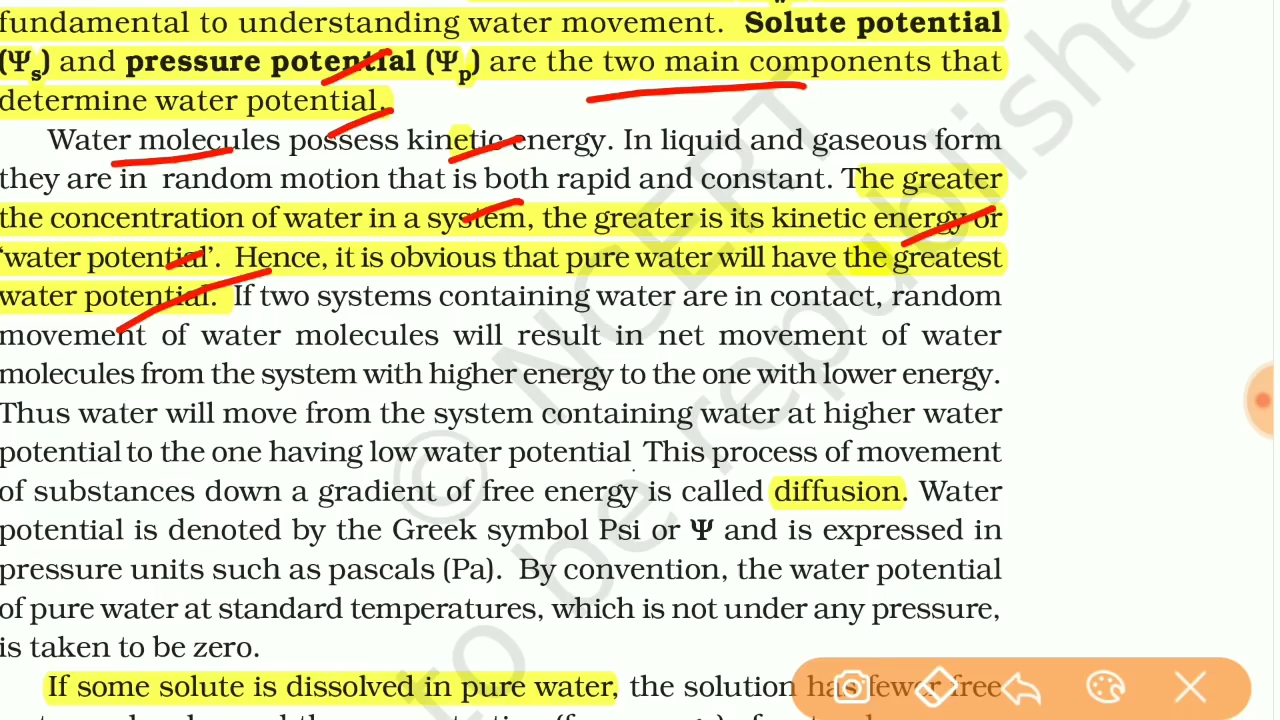 fundamental to understanding water movement. Solute potential
(Ψs) and pressure potential (Ψp) are the two main components that
determine water potential.
Water molecules possess kinetic energy. In liquid and gaseous form
they are in random motion that is both rapid and constant. The greater
the concentration of water in a system, the greater is its kinetic energy or
‘water potential’. Hence, it is obvious that pure water will have the greatest
water potential. If two systems containing water are in contact, random
movement of water molecules will result in net movement of water
molecules from the system with higher energy to the one with lower energy.
Thus water will move from the system containing water at higher water
potential to the one having low water potential This process of movement
of substances down a gradient of free energy is called diffusion. Water
potential is denoted by the Greek symbol Psi or Ψ and is expressed in
pressure units such as pascals (Pa). By convention, the water potential
of pure water at standard temperatures, which is not under any pressure,
is taken to be zero.
If some solute is dissolved in pure water, the solution has fewer free
© NCERT
to be republis